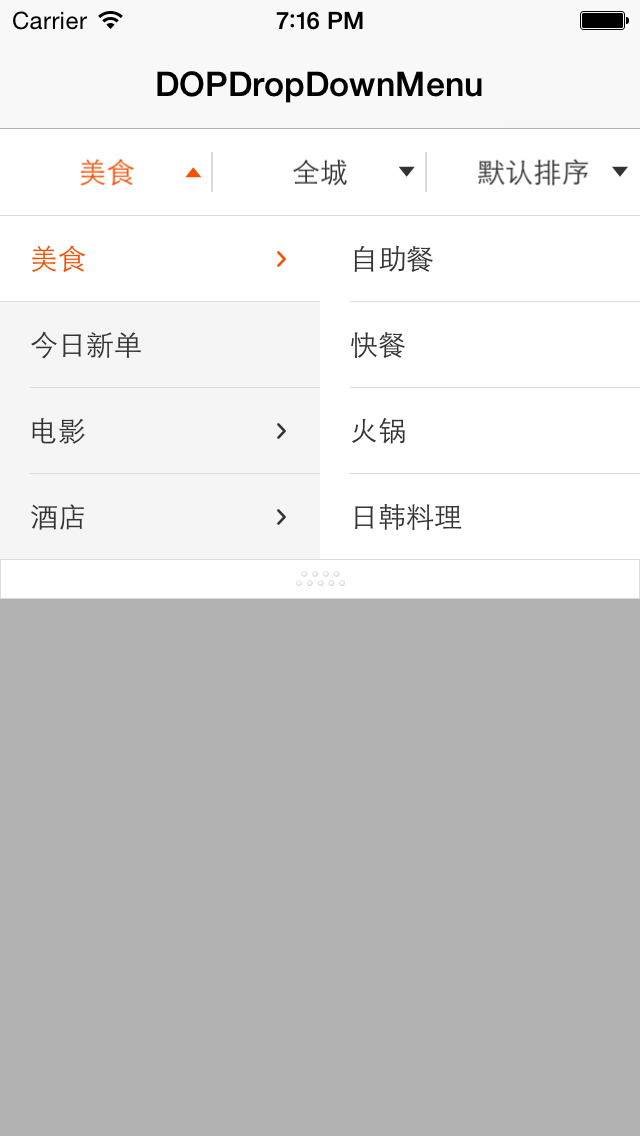 Carrier 7:16 PM
DOPDropDownMenu
美食 全城 默认排序
美食 自助餐
今日新单 快餐
电影 火锅
酒店 日韩料理